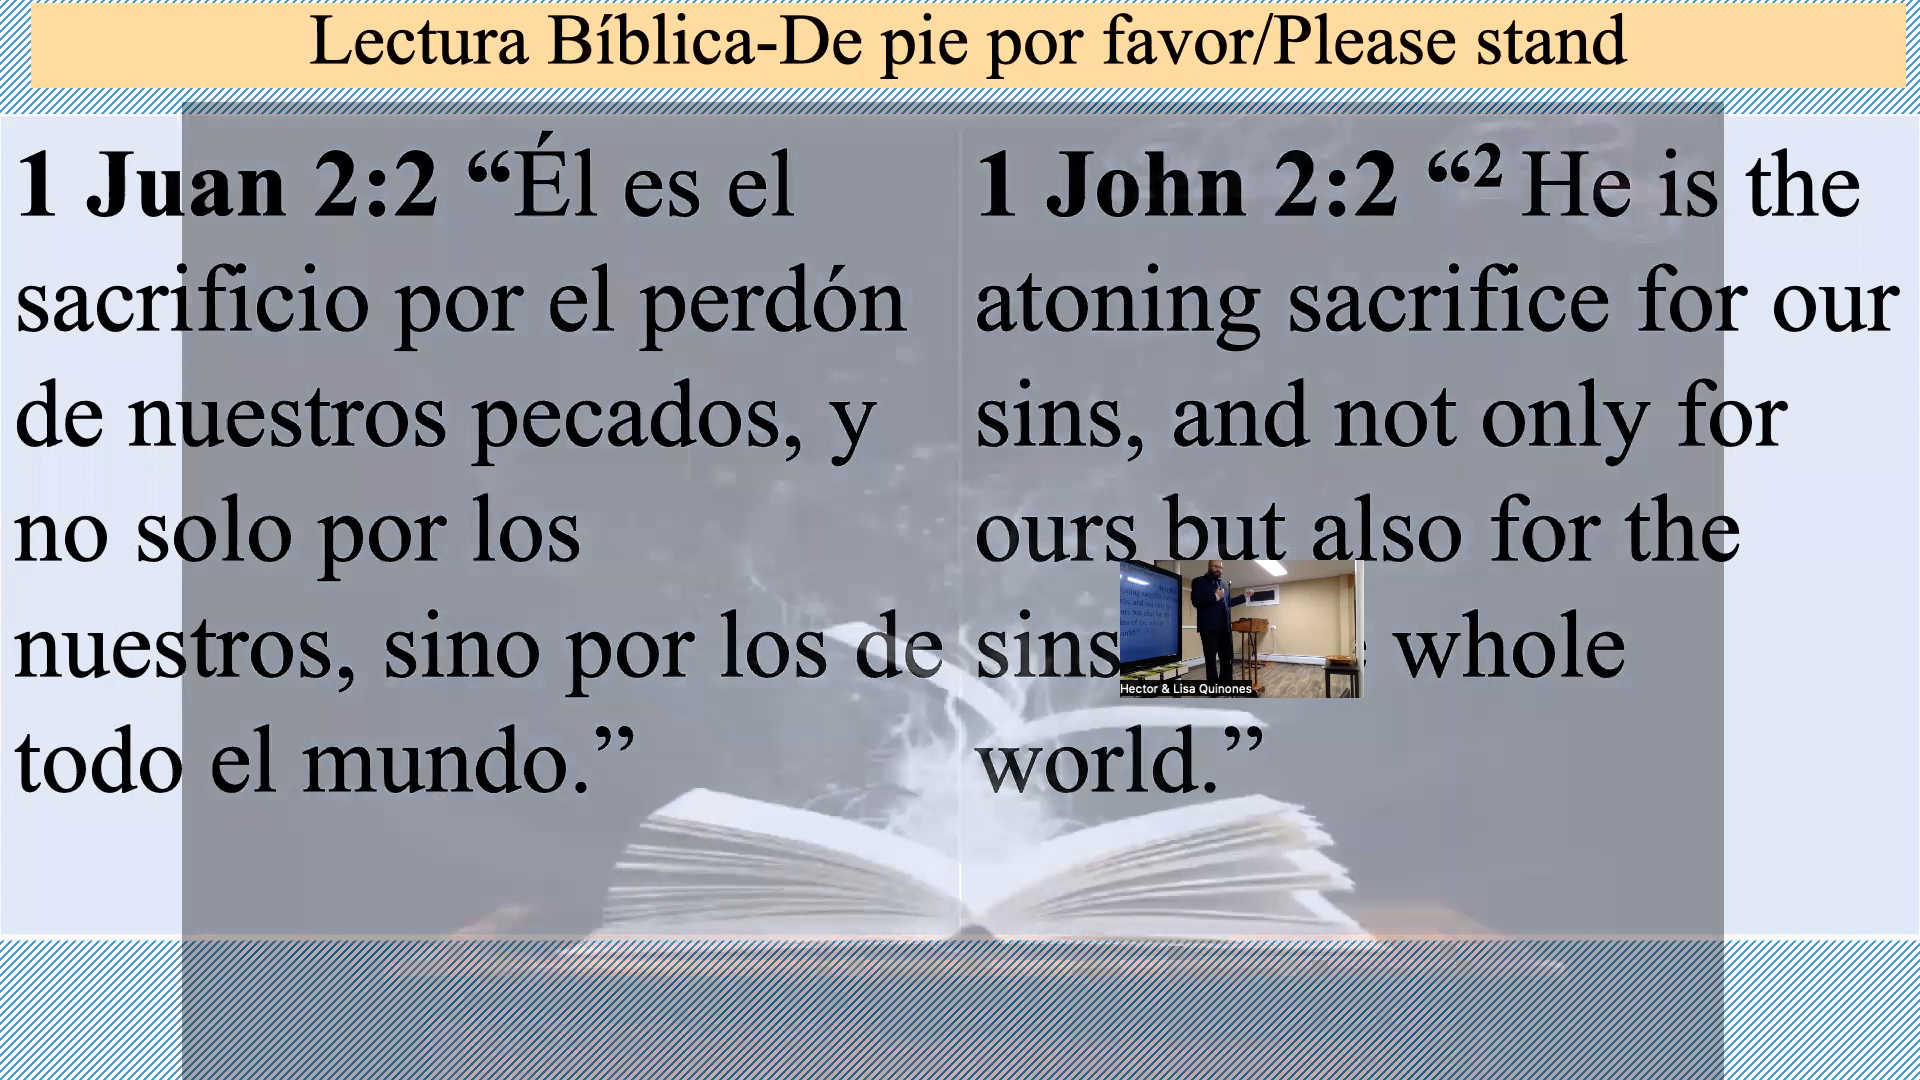 Lectura Bíblica-De pie por favor/Please stand
1 Juan 2:2 “Él es el
sacrificio por el perdón
de nuestros pecados, y
no solo por los
nuestros, sino por los de
todo el mundo.”
1 John 2:2 “2 He is the
atoning sacrifice for our
sins, and not only for
ours but also for the
sins whole
world.”
Hector & Lisa Quinones